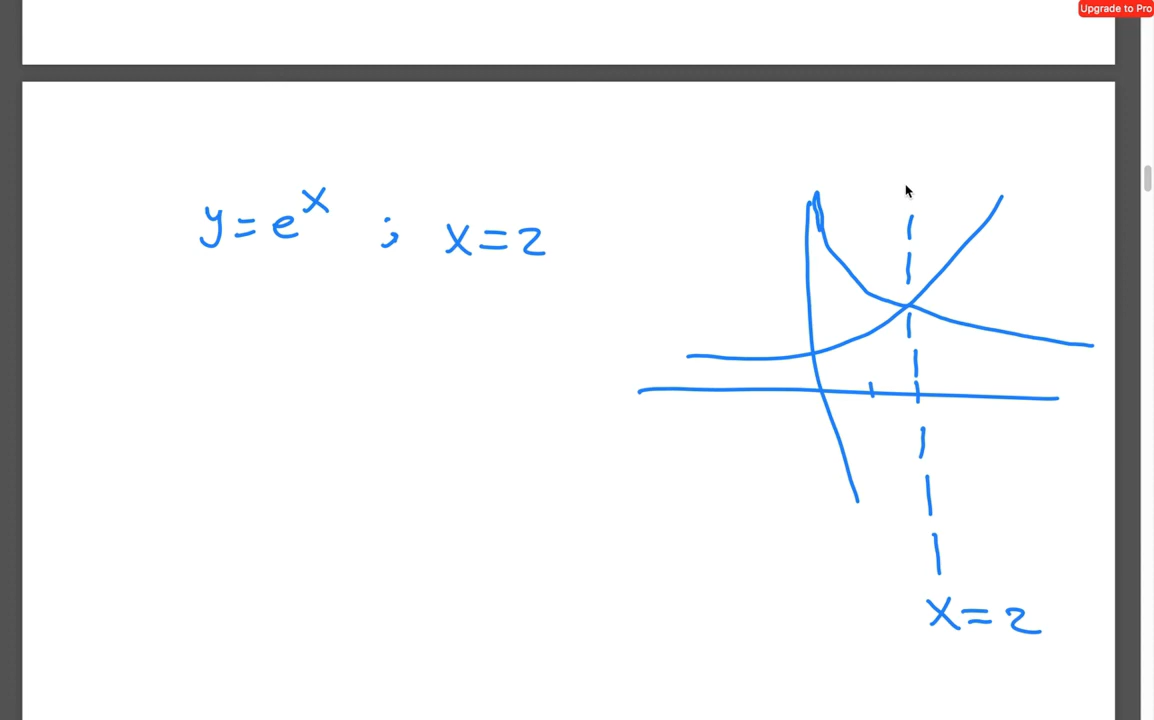 Upgrade to Pro
y = e^x ; x = 2
x = 2